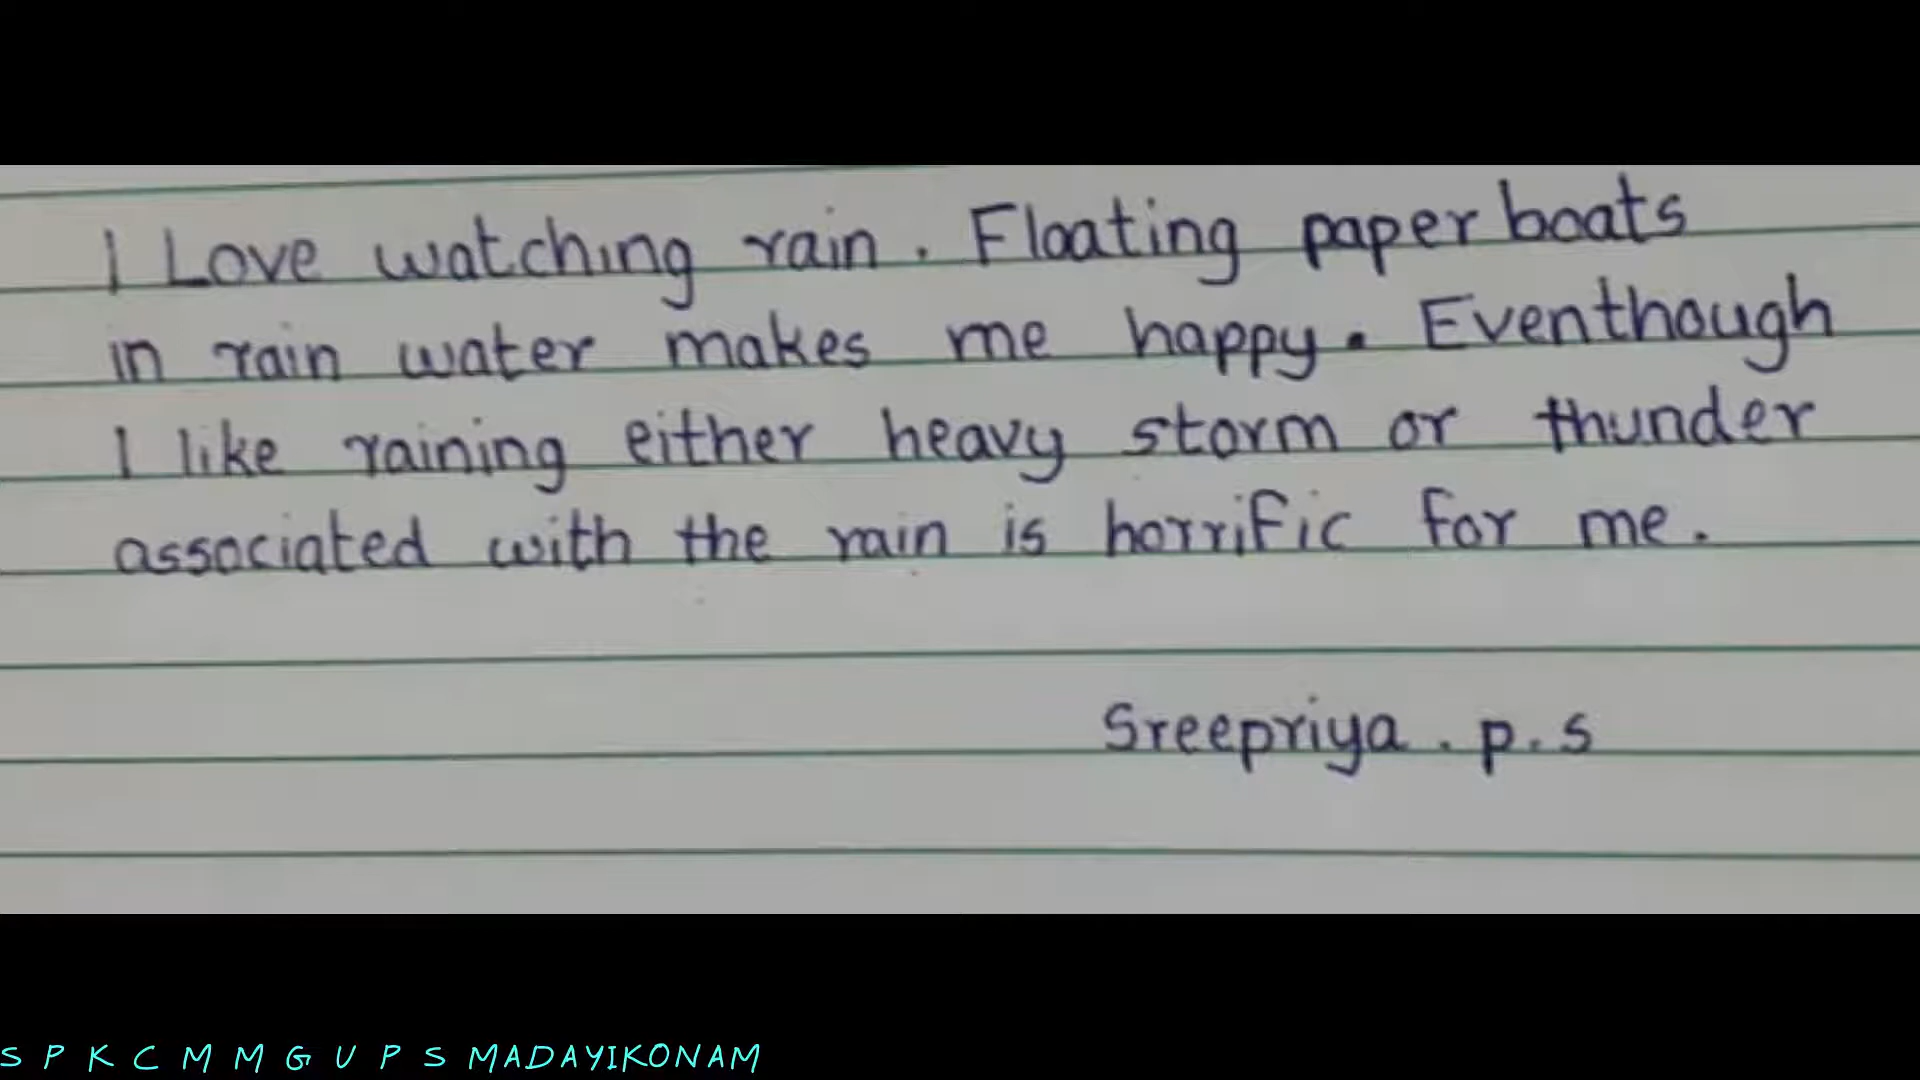 I Love watching rain. Floating paper boats
in rain water makes me happy. Eventhough
I like raining either heavy storm or thunder
associated with the rain is horrific for me.
Sreepriya. p. s
S P K C M M G U P S MADAYIKONAM